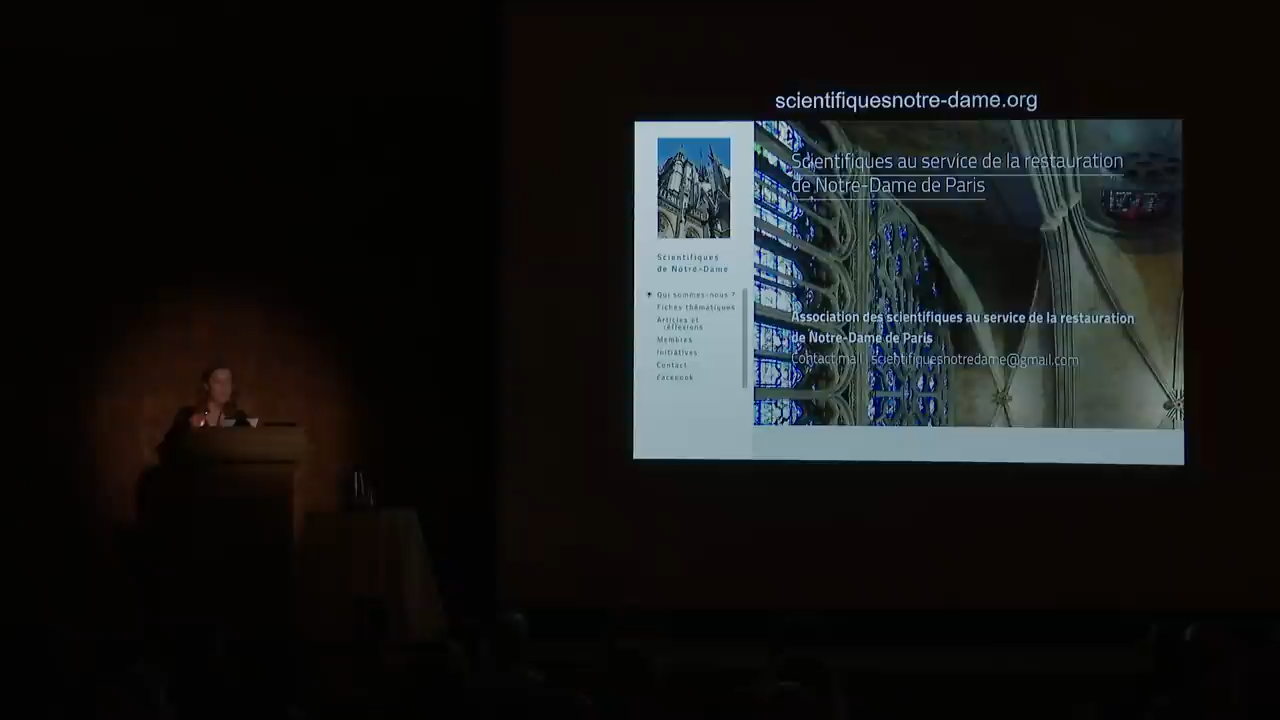 scientifiquesnotre-dame.org
Scientifiques au service de la restauration
de Notre-Dame de Paris
Scientifiques
de Notre-Dame
Qui sommes-nous ?
Fiches thématiques
Articles et
réflexions
Membres
Initiatives
Contact
Facebook
Association des scientifiques au service de la restauration
de Notre-Dame de Paris
Contact mail : scientifiquesnotredame@gmail.com